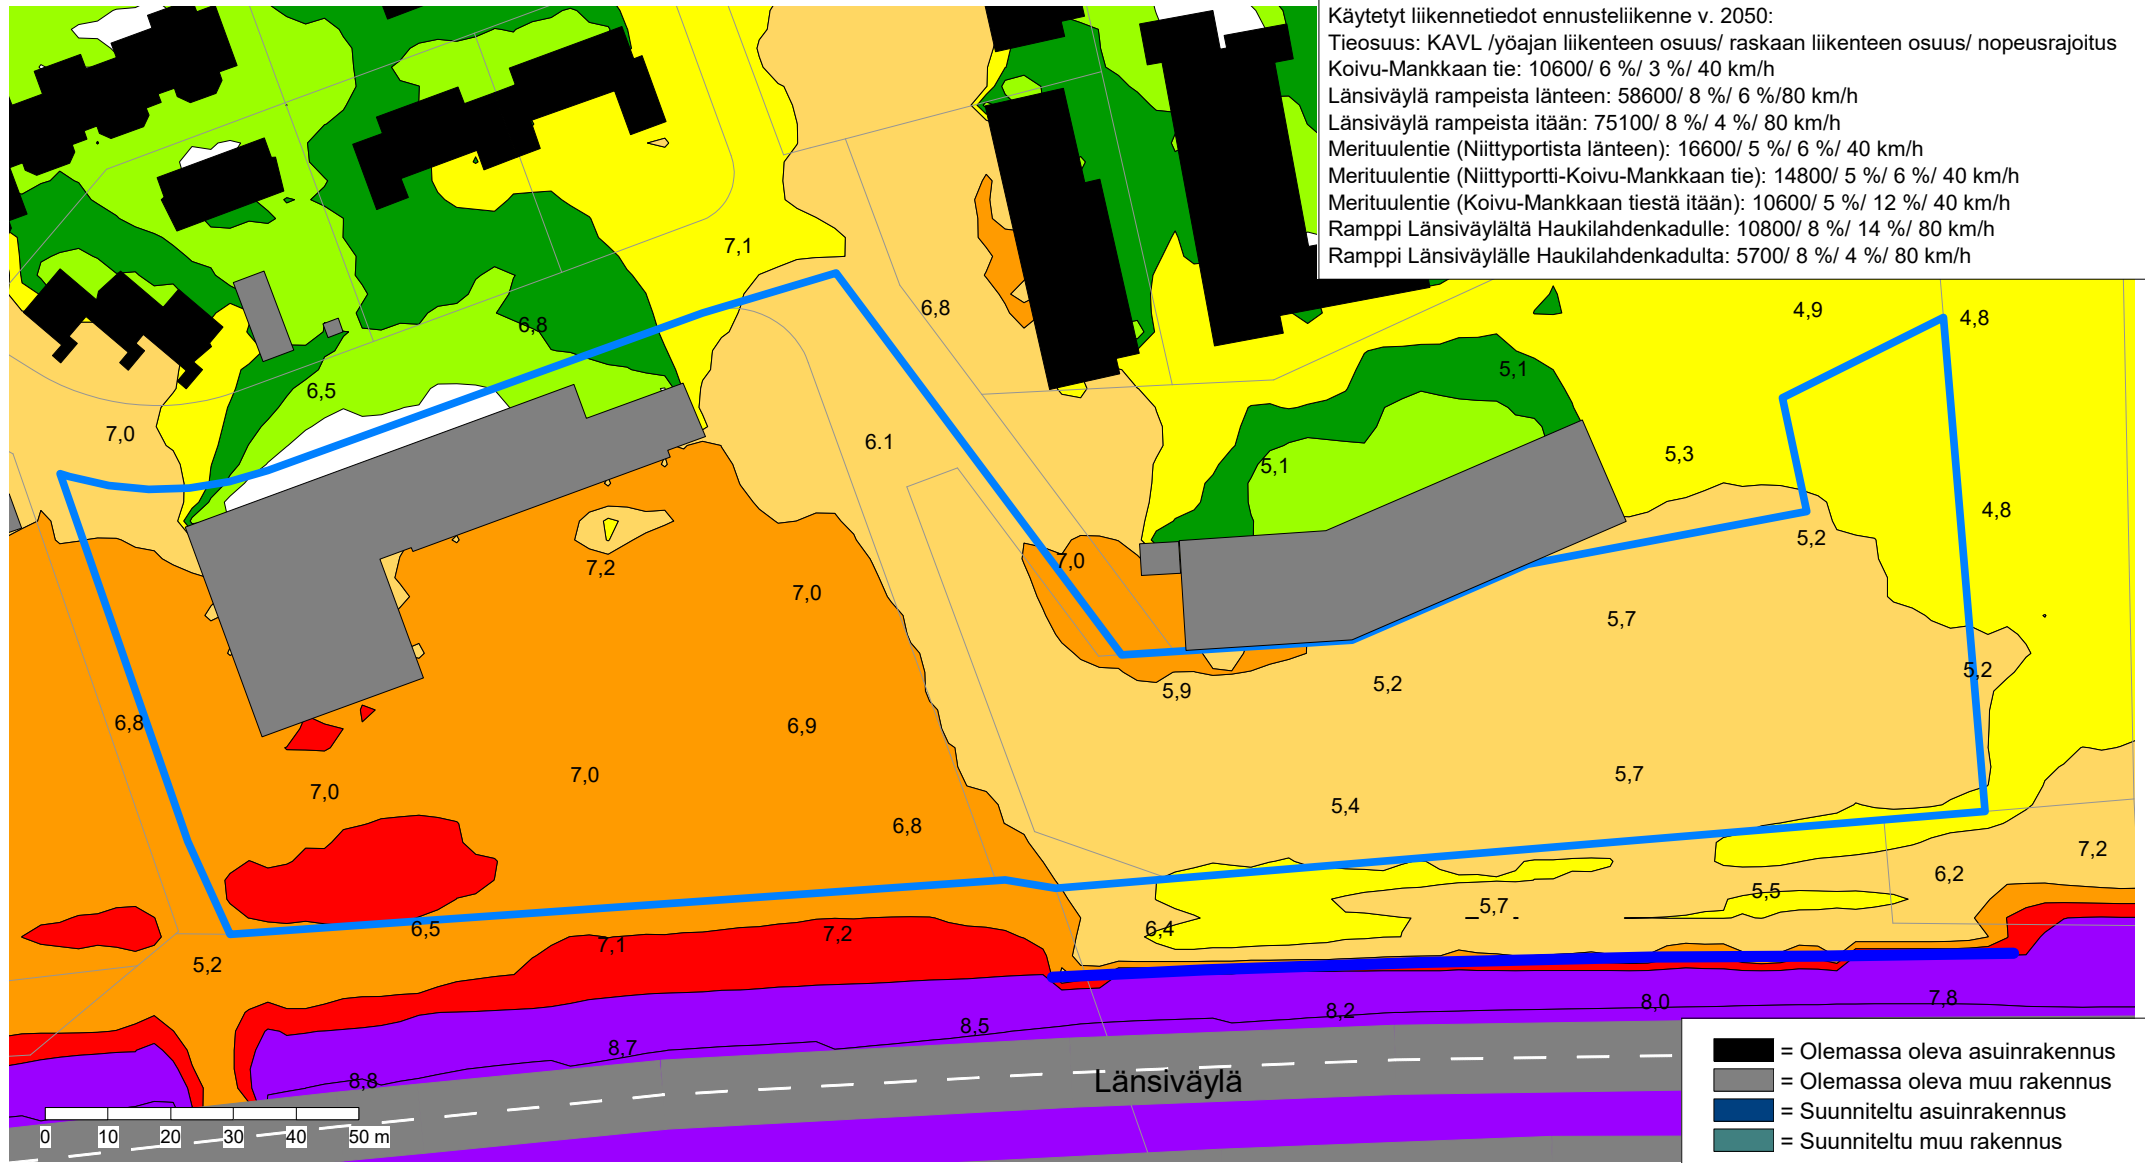 Käytetyt liikennetiedot ennusteliikenne v. 2050:
Tieosuus: KAVL /yöajan liikenteen osuus/ raskaan liikenteen osuus/ nopeusrajoitus
Koivu-Mankkaan tie: 10600/ 6 %/ 3 %/ 40 km/h
Länsiväylä rampeista länteen: 58600/ 8 %/ 6 %/80 km/h
Länsiväylä rampeista itään: 75100/ 8 %/ 4 %/ 80 km/h
Merituulentie (Niittyportista länteen): 16600/ 5 %/ 6 %/ 40 km/h
Merituulentie (Niittyportti-Koivu-Mankkaan tie): 14800/ 5 %/ 6 %/ 40 km/h
Merituulentie (Koivu-Mankkaan tiestä itään): 10600/ 5 %/ 12 %/ 40 km/h
Ramppi Länsiväylältä Haukilahdenkadulle: 10800/ 8 %/ 14 %/ 80 km/h
Ramppi Länsiväylälle Haukilahdenkadulta: 5700/ 8 %/ 4 %/ 80 km/h
7,1
6,8
6,8
4,9
4,8
6,5
5,1
7,0
6.1
5,1
5,3
4,8
7,2
7,0
7,0
5,2
5,7
6,8
6,9
5,9
5,2
5,2
7,0
7,0
6,8
5,4
5,7
7,2
6,2
5,5
5,7
6,5
7,1
7,2
6,4
5,2
8,8
8,7
8,5
8,2
8,0
7,8
Länsiväylä
0 10 20 30 40 50 m
= Olemassa oleva asuinrakennus
= Olemassa oleva muu rakennus
= Suunniteltu asuinrakennus
= Suunniteltu muu rakennus